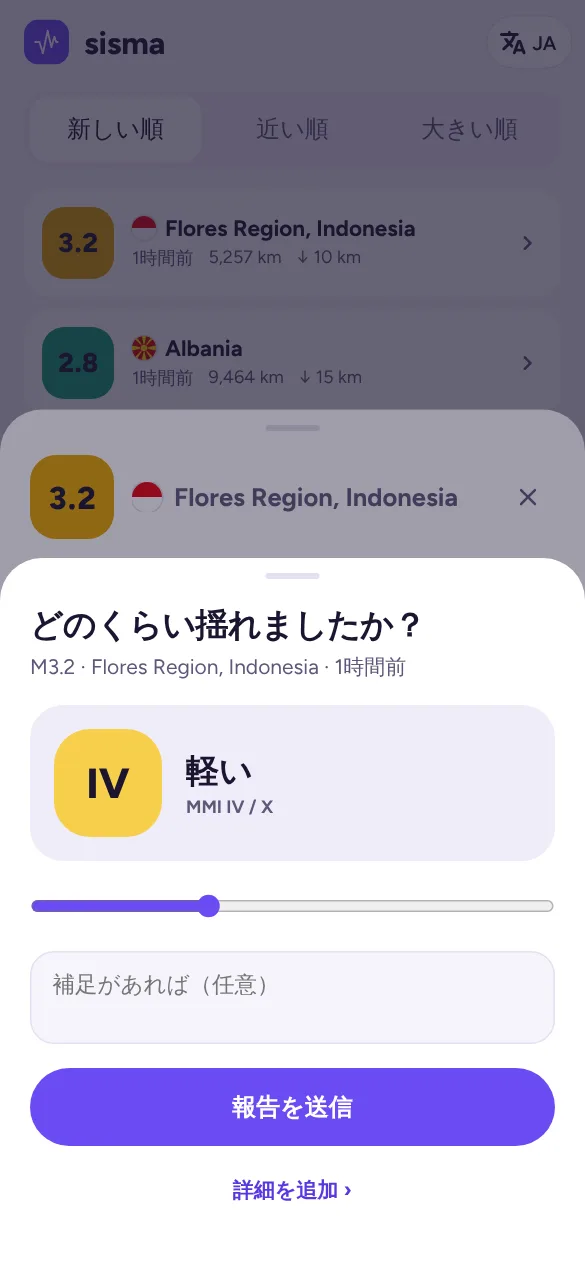 sisma
JA
新しい順 近い順 大きい順
3.2 Flores Region, Indonesia
1時間前 5,257 km ↓ 10 km
2.8 Albania
1時間前 9,464 km ↓ 15 km
3.2 Flores Region, Indonesia
どのくらい揺れましたか？
M3.2 · Flores Region, Indonesia · 1時間前
IV 軽い
MMI IV / X
補足があれば（任意）
報告を送信
詳細を追加 ›